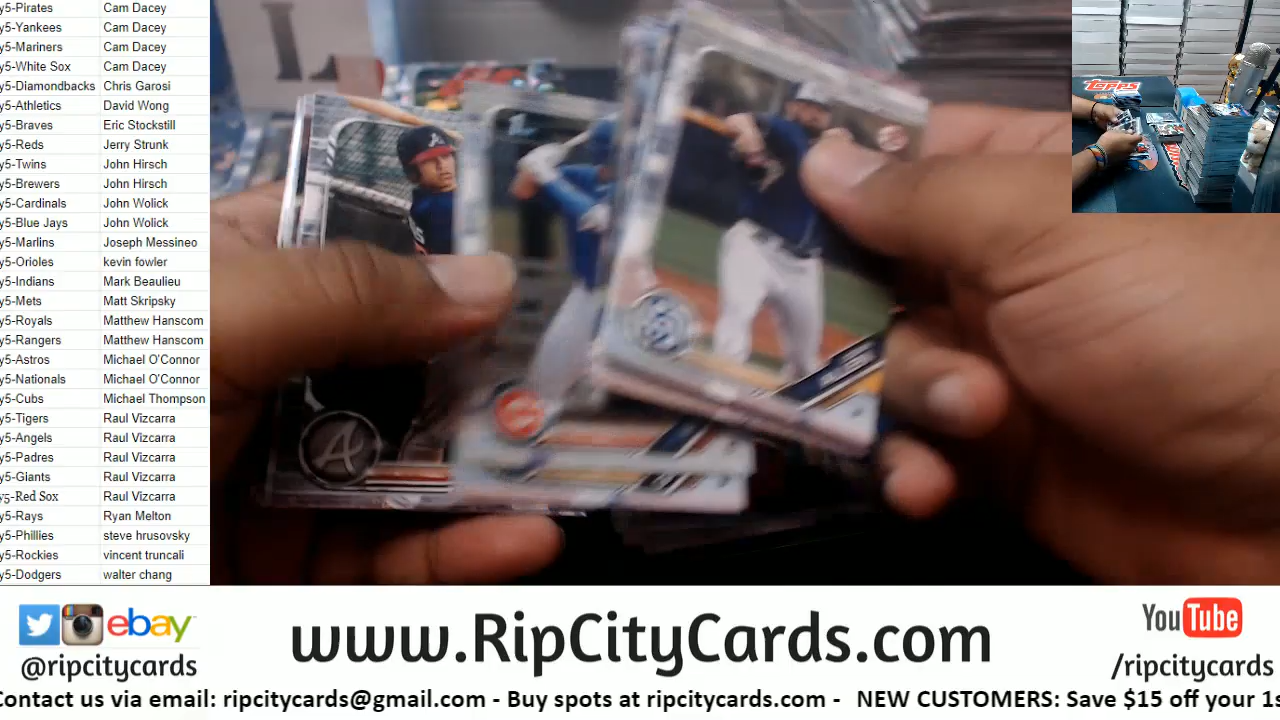 y5-Pirates Cam Dacey
y5-Yankees Cam Dacey
y5-Mariners Cam Dacey
y5-White Sox Cam Dacey
y5-Diamondbacks Chris Garosi
y5-Athletics David Wong
y5-Braves Eric Stockstill
y5-Reds Jerry Strunk
y5-Twins John Hirsch
y5-Brewers John Hirsch
y5-Cardinals John Wolick
y5-Blue Jays John Wolick
y5-Marlins Joseph Messineo
y5-Orioles kevin fowler
y5-Indians Mark Beaulieu
y5-Mets Matt Skripsky
y5-Royals Matthew Hanscom
y5-Rangers Matthew Hanscom
y5-Astros Michael O'Connor
y5-Nationals Michael O'Connor
y5-Cubs Michael Thompson
y5-Tigers Raul Vizcarra
y5-Angels Raul Vizcarra
y5-Padres Raul Vizcarra
y5-Giants Raul Vizcarra
y5-Red Sox Raul Vizcarra
y5-Rays Ryan Melton
y5-Phillies steve hrusovsky
y5-Rockies vincent truncali
y5-Dodgers walter chang
Topps
A
ebay
@ripcitycards
www.RipCityCards.com
YouTube
/ripcitycards
Contact us via email: ripcitycards@gmail.com - Buy spots at ripcitycards.com - NEW CUSTOMERS: Save $15 off your 1s